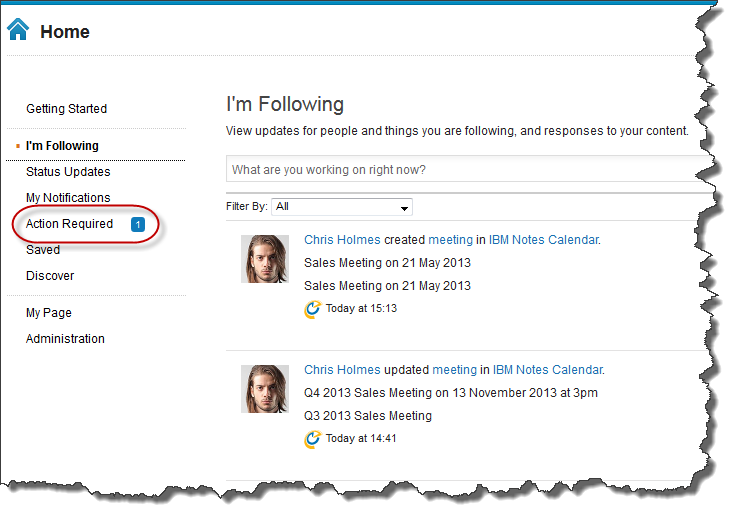 Home
Getting Started
I'm Following
Status Updates
My Notifications
Action Required 1
Saved
Discover
My Page
Administration
I'm Following
View updates for people and things you are following, and responses to your content.
What are you working on right now?
Filter By: All
Chris Holmes created meeting in IBM Notes Calendar.
Sales Meeting on 21 May 2013
Sales Meeting on 21 May 2013
Today at 15:13
Chris Holmes updated meeting in IBM Notes Calendar.
Q4 2013 Sales Meeting on 13 November 2013 at 3pm
Q3 2013 Sales Meeting
Today at 14:41